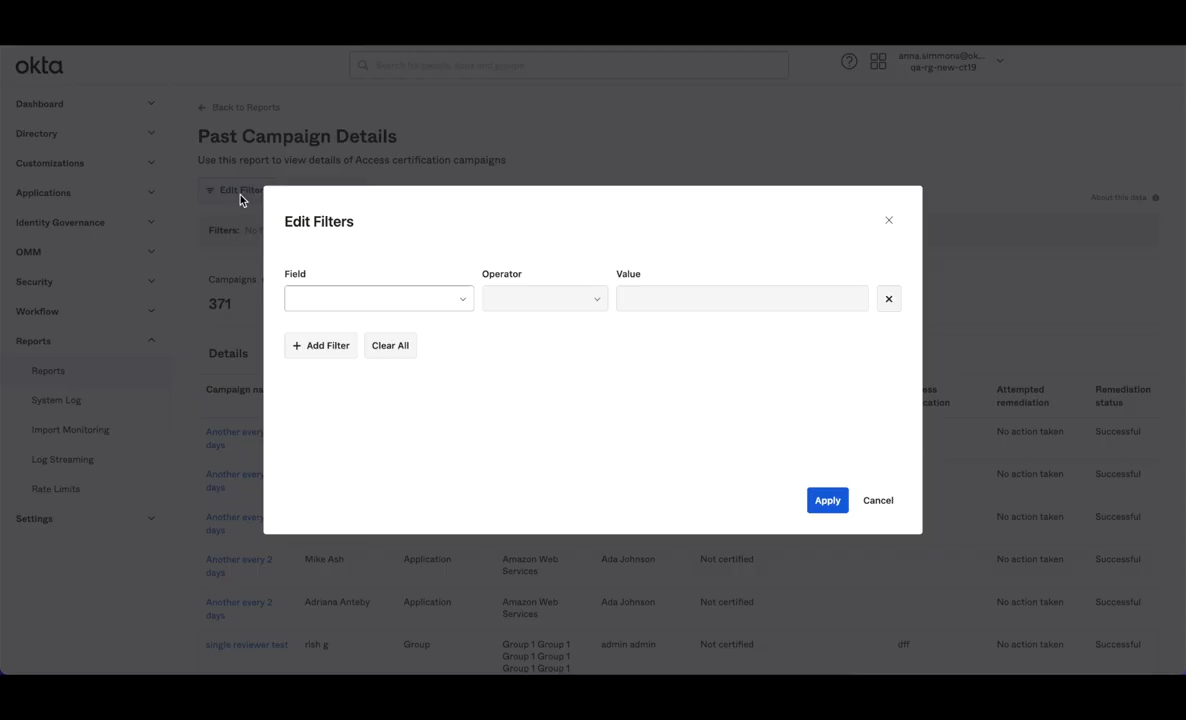 okta
Search for people, apps and groups
anna.simmons@ok...
qa-rg-new-ct19
Dashboard
Directory
Customizations
Applications
Identity Governance
OMM
Security
Workflow
Reports
Reports
System Log
Import Monitoring
Log Streaming
Rate Limits
Settings
Back to Reports
Past Campaign Details
Use this report to view details of Access certification campaigns
Edit Filter
About this data
Filters: No
Campaigns
371
Details
Edit Filters
Field Operator Value
Add Filter Clear All
Apply Cancel
Campaign na
ess
cation
Attempted
remediation
Remediation
status
Another every
days
No action taken Successful
Another every
days
No action taken Successful
Another every
days
No action taken Successful
Another every 2
days
Mike Ash Application Amazon Web
Services
Ada Johnson Not certified No action taken Successful
Another every 2
days
Adriana Anteby Application Amazon Web
Services
Ada Johnson Not certified No action taken Successful
single reviewer test rish g Group Group 1 Group 1
Group 1 Group 1
Group 1 Group 1
admin admin Not certified dff No action taken Successful